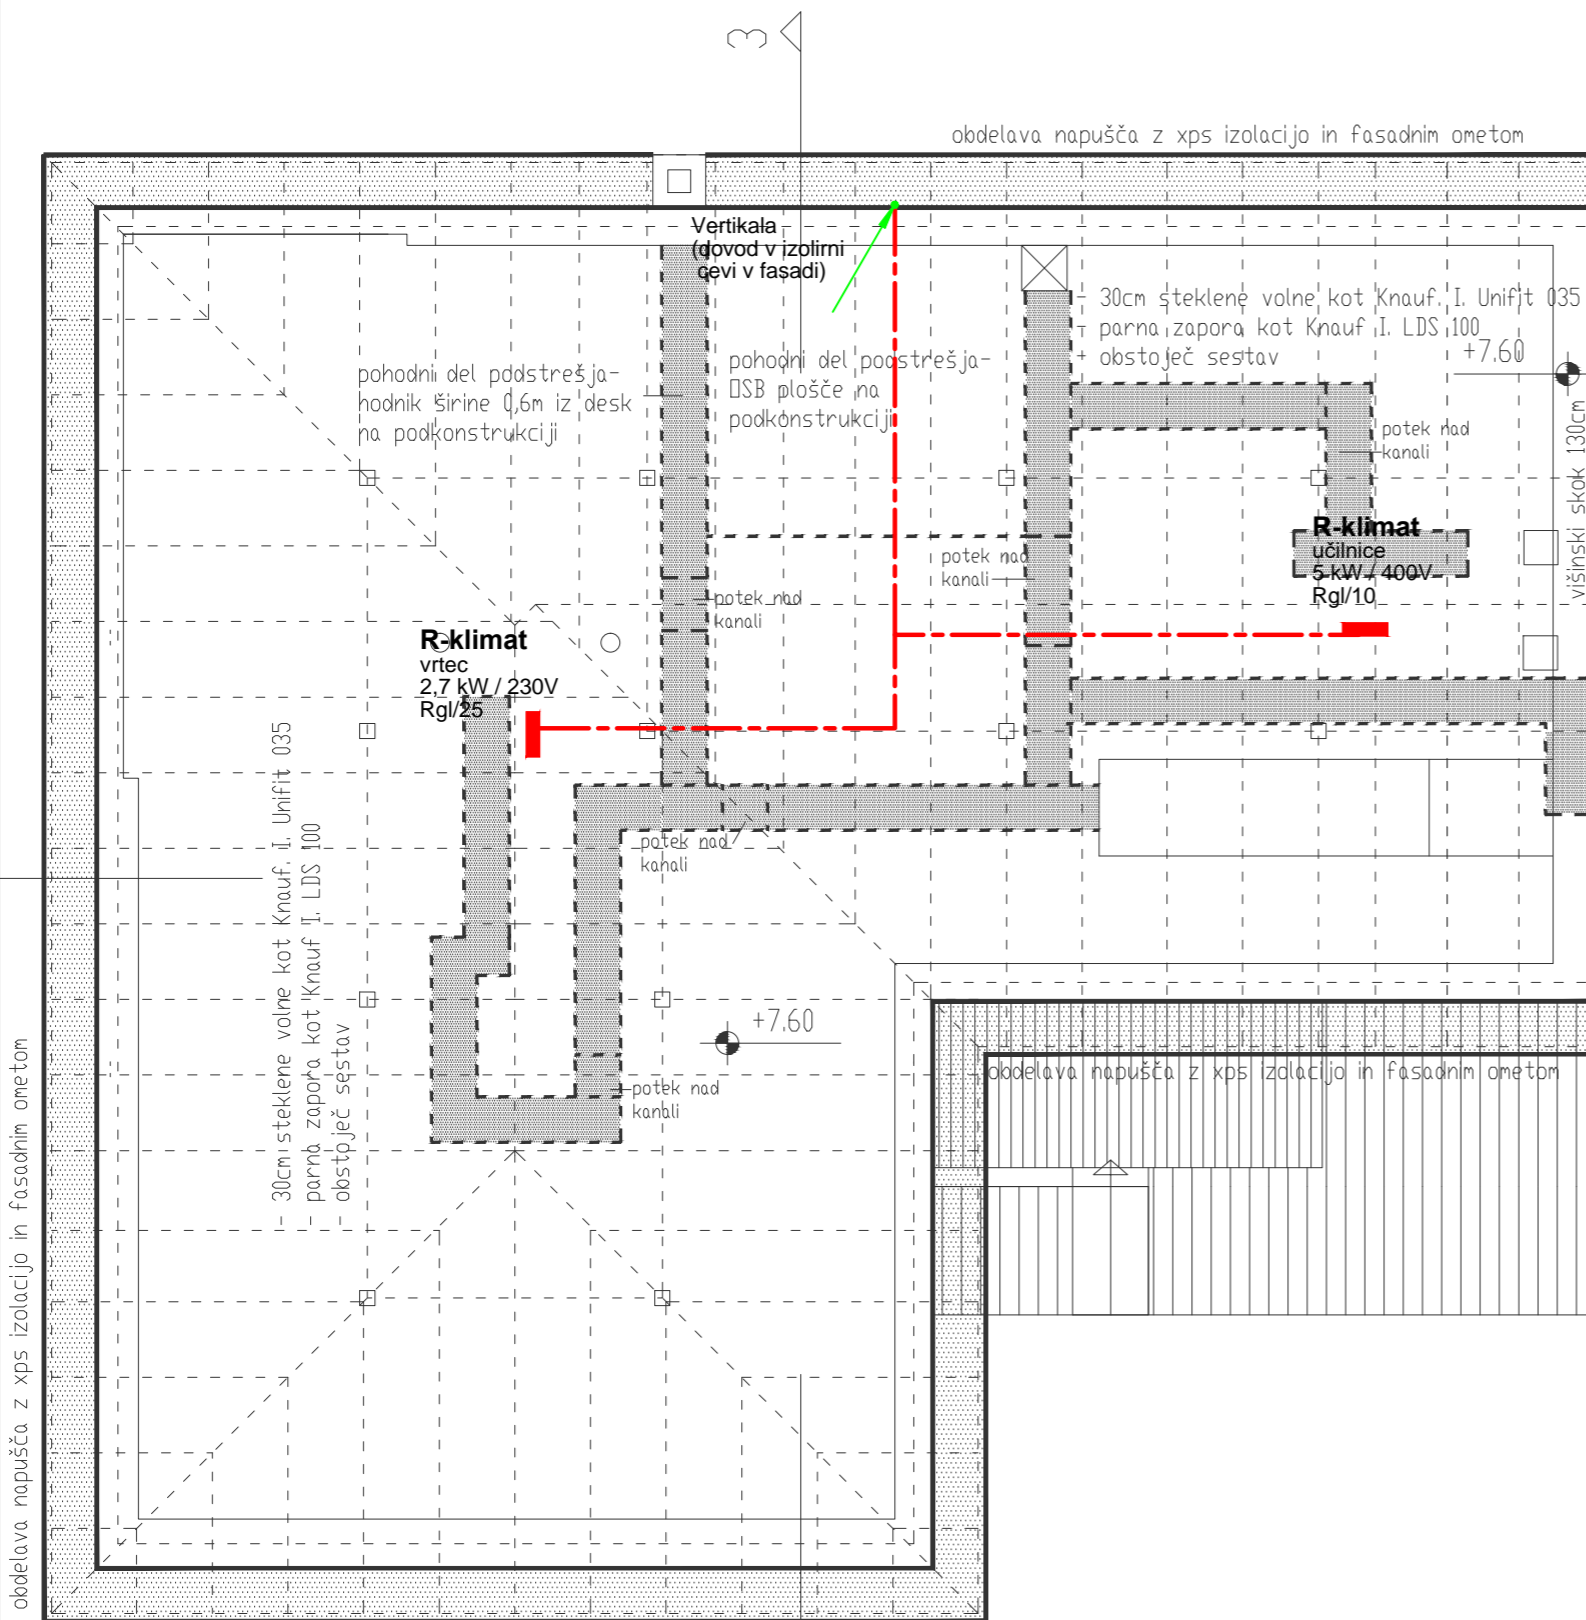 3
obdelava napušča z xps izolacijo in fasadnim ometom
Vertikala
(dovod v izolirni
cevi v fasadi)
- 30cm steklene volne kot Knauf. I. Unifit 035
- parna zapora kot Knauf I. LDS 100
+ obstoječ sestav
+7.60
pohodni del podstrešja-
hodnik širine 0,6m iz desk
na podkonstrukciji
pohodni del podstrešja-
OSB plošče na
podkonstrukciji
potek nad
kanali
višinski skok 130cm
R-klimat
učilnice
5 kW / 400V
Rgl/10
potek nad
kanali
potek nad
kanali
R-klimat
vrtec
2,7 kW / 230V
Rgl/25
potek nad
kanali
- 30cm steklene volne kot Knauf. I. Unifit 035
- parna zapora kot Knauf I. LDS 100
- obstoječ sestav
+7.60
potek nad
kanali
obdelava napušča z xps izolacijo in fasadnim ometom
obdelava napušča z xps izolacijo in fasadnim ometom